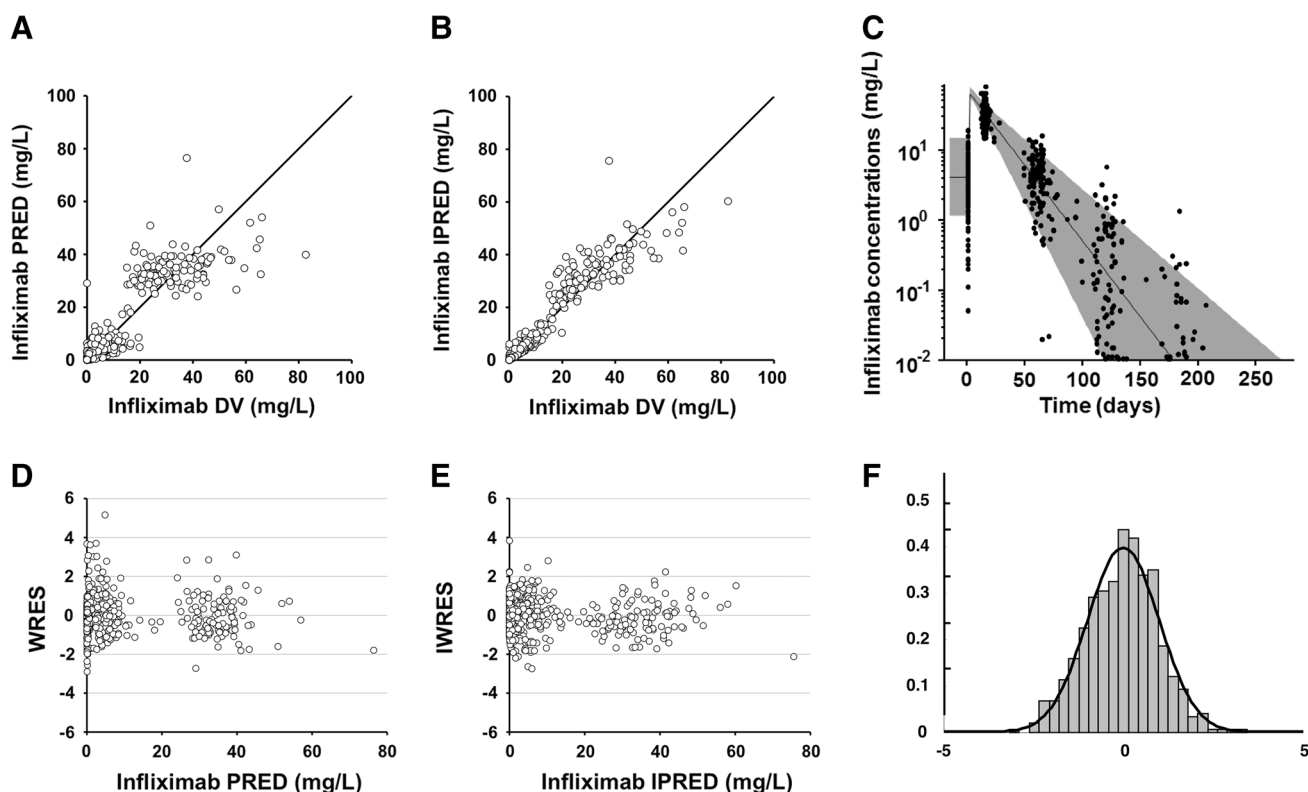 A
Infliximab PRED (mg/L)
100
80
60
40
20
0
0 20 40 60 80 100
Infliximab DV (mg/L)
B
Infliximab IPRED (mg/L)
100
80
60
40
20
0
0 20 40 60 80 100
Infliximab DV (mg/L)
C
Infliximab concentrations (mg/L)
10¹
10⁰
10⁻¹
10⁻²
0 50 100 150 200 250
Time (days)
D
WRES
6
4
2
0
-2
-4
-6
0 20 40 60 80
Infliximab PRED (mg/L)
E
IWRES
6
4
2
0
-2
-4
-6
0 20 40 60 80
Infliximab IPRED (mg/L)
F
0.5
0.4
0.3
0.2
0.1
0
-5 0 5